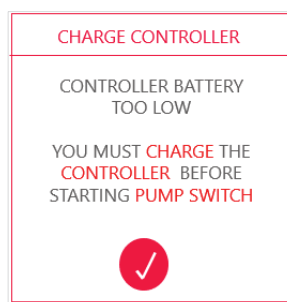 CHARGE CONTROLLER
CONTROLLER BATTERY
TOO LOW
YOU MUST CHARGE THE
CONTROLLER BEFORE
STARTING PUMP SWITCH